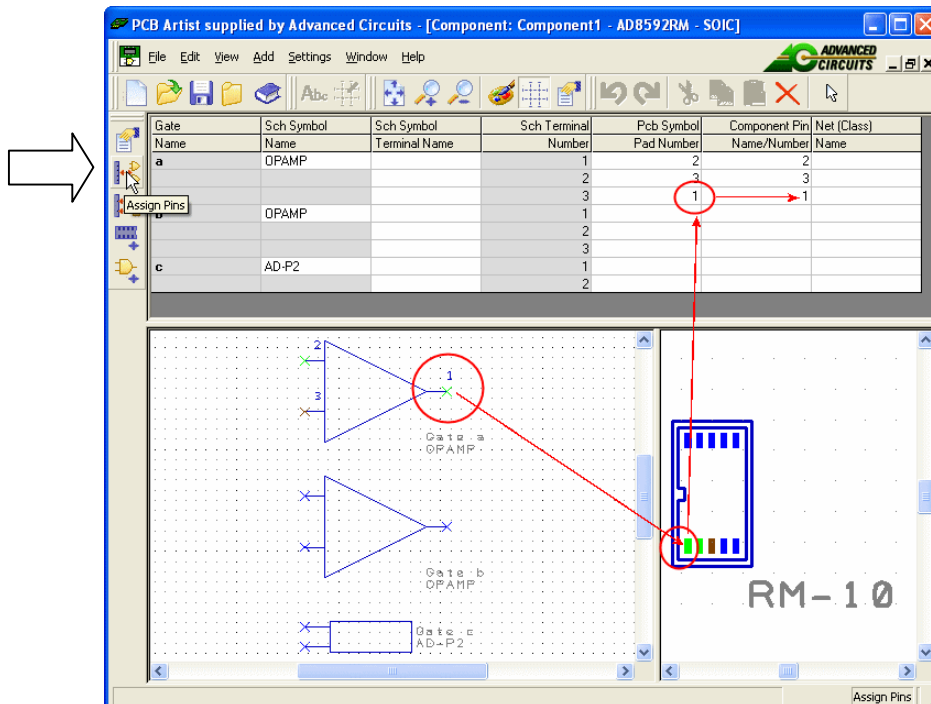 PCB Artist supplied by Advanced Circuits - [Component: Component1 - AD8592RM - SOIC]
File Edit View Add Settings Window Help
ADVANCED
CIRCUITS
Abc
Gate Sch Symbol Sch Symbol Sch Terminal Pcb Symbol Component Pin Net (Class)
Name Name Terminal Name Number Pad Number Name/Number Name
a OPAMP 1 2 2
2 3 3
3 1 1
Assign Pins
b OPAMP 1
2
3
c AD-P2 1
2
2
1
3
Gate a
OPAMP
Gate b
OPAMP
Gate c
AD-P2
RM-10
Assign Pins